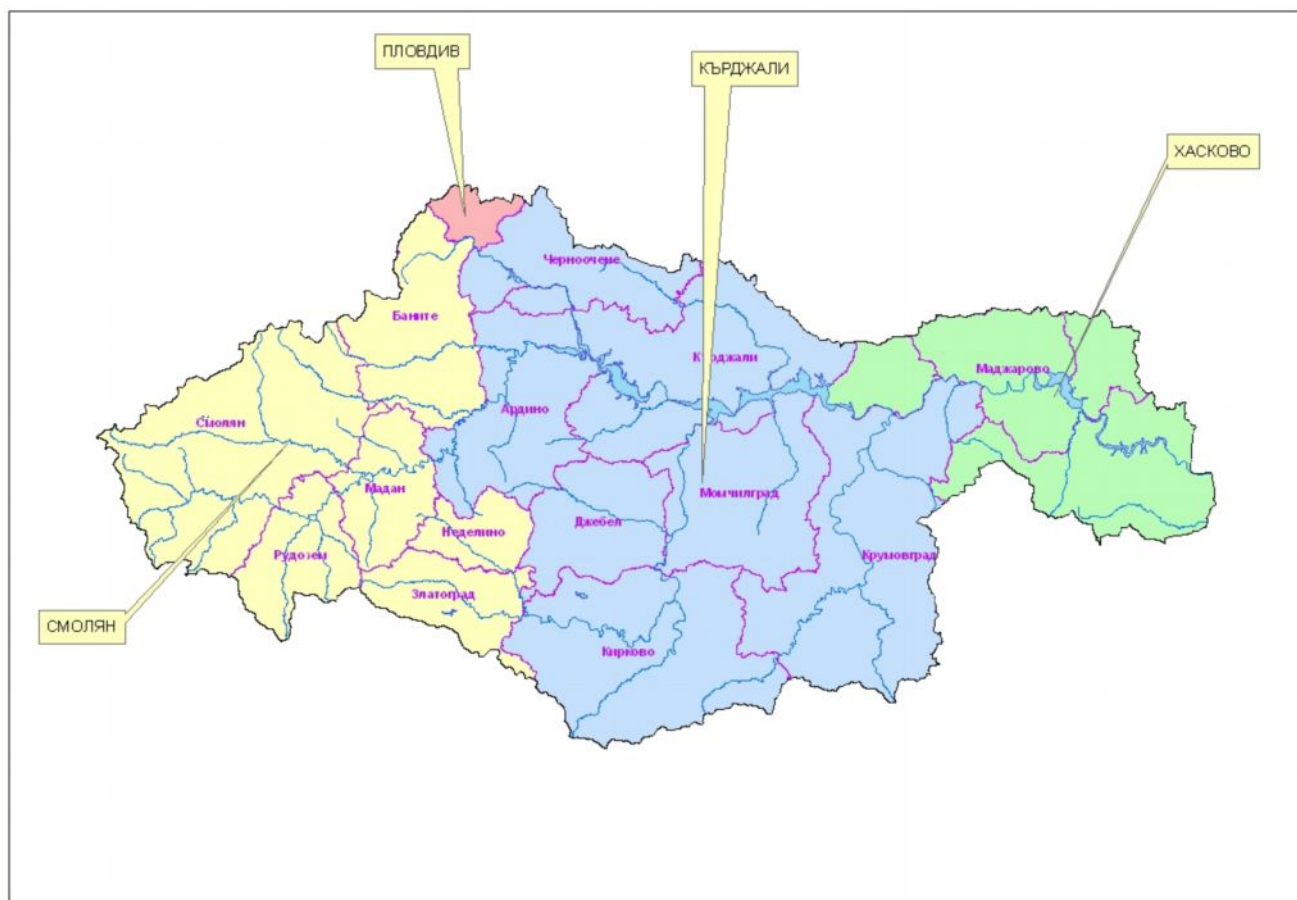 ПЛОВДИВ
КЪРДЖАЛИ
ХАСКОВО
Черноочене
Баните
Кърджали
Маджарово
Ардино
Смолян
Мадан
Момчилград
Неделино
Джебел
Рудозем
Крумовград
Златоград
СМОЛЯН
Кирково